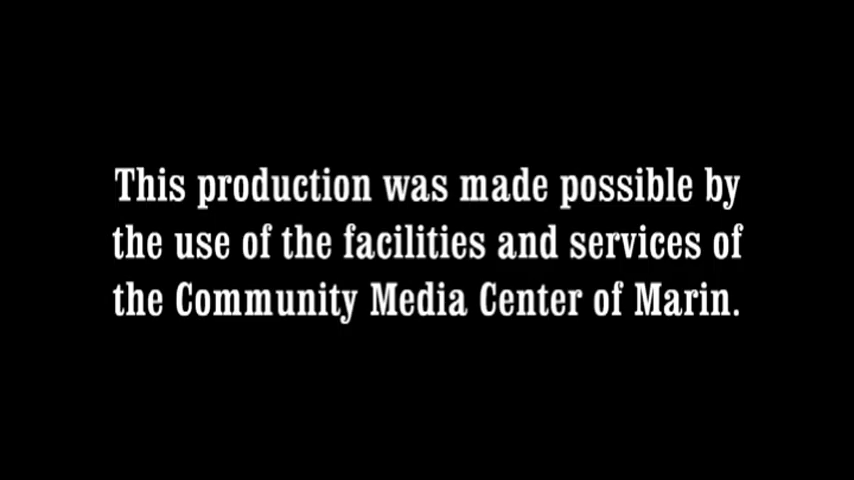 This production was made possible by
the use of the facilities and services of
the Community Media Center of Marin.